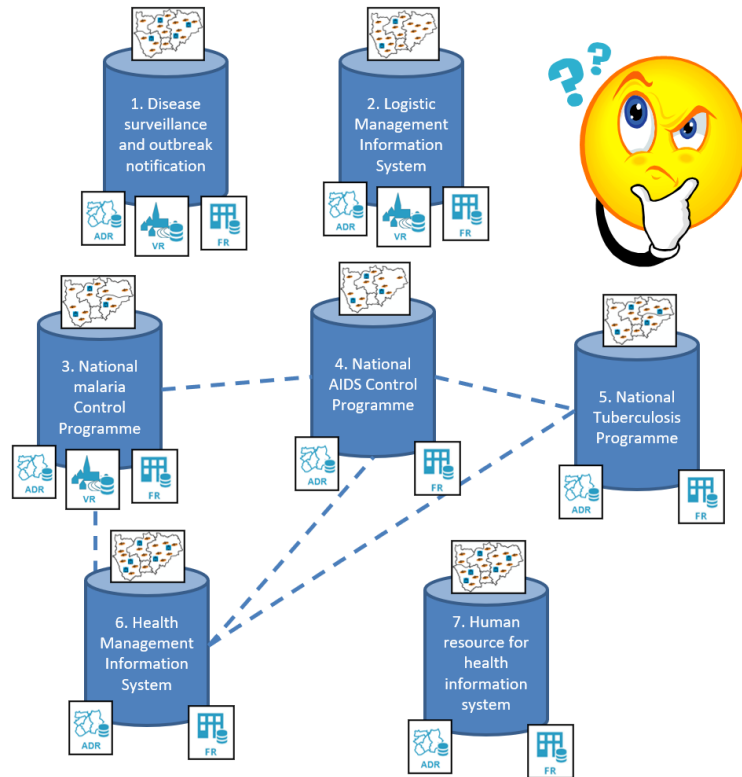 ??
1. Disease
surveillance
and outbreak
notification
ADR
VR
FR
2. Logistic
Management
Information
System
ADR
VR
FR
3. National
malaria
Control
Programme
ADR
VR
FR
4. National
AIDS Control
Programme
ADR
FR
5. National
Tuberculosis
Programme
ADR
FR
6. Health
Management
Information
System
ADR
FR
7. Human
resource for
health
information
system
ADR
FR